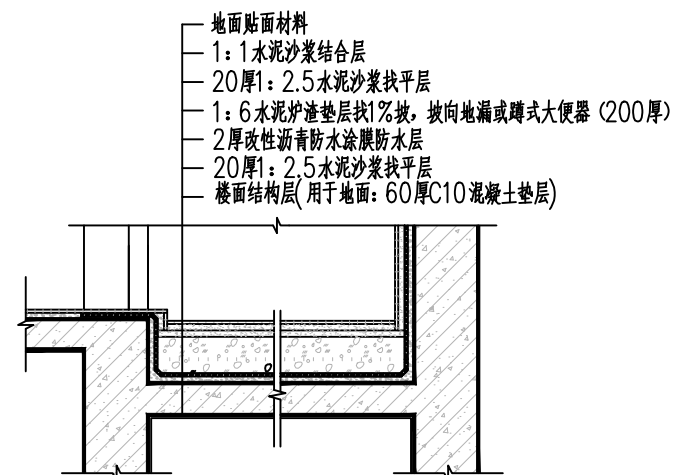 地面贴面材料
1：1水泥沙浆结合层
20厚1：2.5水泥沙浆找平层
1：6水泥炉渣垫层找1%坡，坡向地漏或蹲式大便器（200厚）
2厚改性沥青防水涂膜防水层
20厚1：2.5水泥沙浆找平层
楼面结构层(用于地面：60厚C10混凝土垫层)